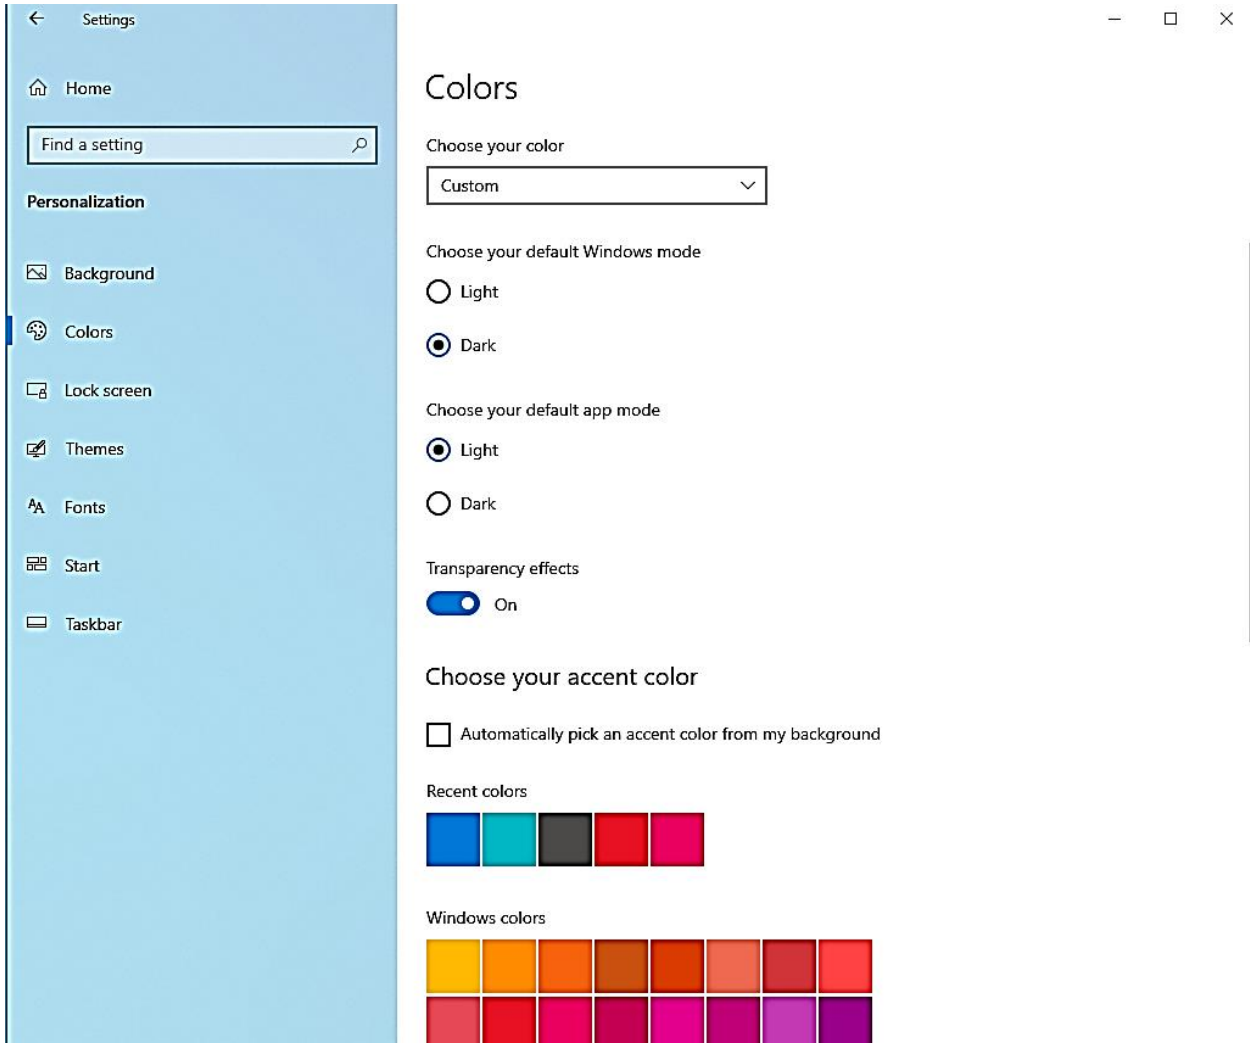 Settings
Home
Find a setting
Personalization
Background
Colors
Lock screen
Themes
Fonts
Start
Taskbar
Colors
Choose your color
Custom
Choose your default Windows mode
Light
Dark
Choose your default app mode
Light
Dark
Transparency effects
On
Choose your accent color
Automatically pick an accent color from my background
Recent colors
Windows colors